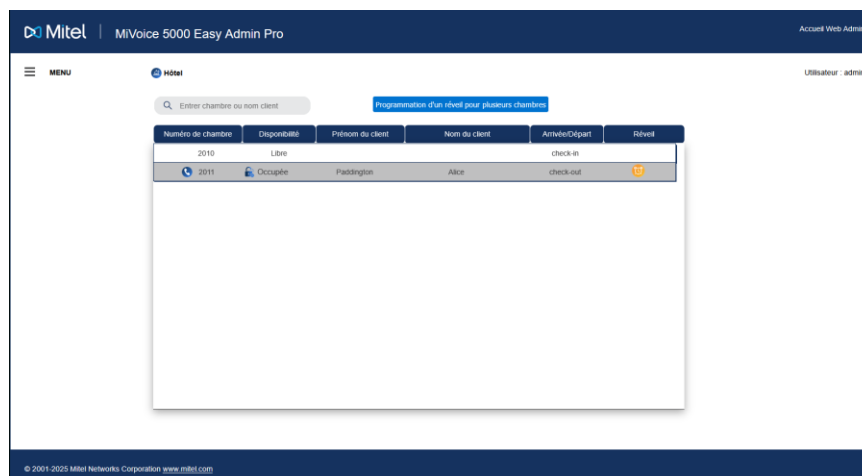 Mitel | MiVoice 5000 Easy Admin Pro
Accueil Web Admin
MENU
Hôtel
Utilisateur : admin
Entrer chambre ou nom client
Programmation d'un réveil pour plusieurs chambres
Numéro de chambre Disponibilité Prénom du client Nom du client Arrivée/Départ Réveil
2010 Libre check-in
2011 Occupée Paddington Alice check-out
© 2001-2025 Mitel Networks Corporation www.mitel.com